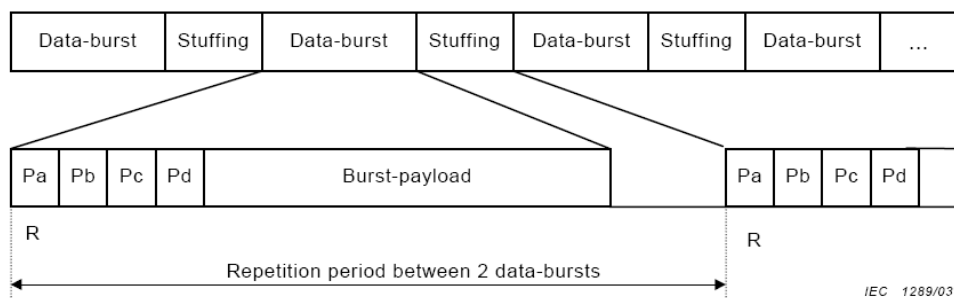 Data-burst Stuffing Data-burst Stuffing Data-burst Stuffing Data-burst ...
Pa Pb Pc Pd Burst-payload Pa Pb Pc Pd
R R
Repetition period between 2 data-bursts
IEC 1289/03